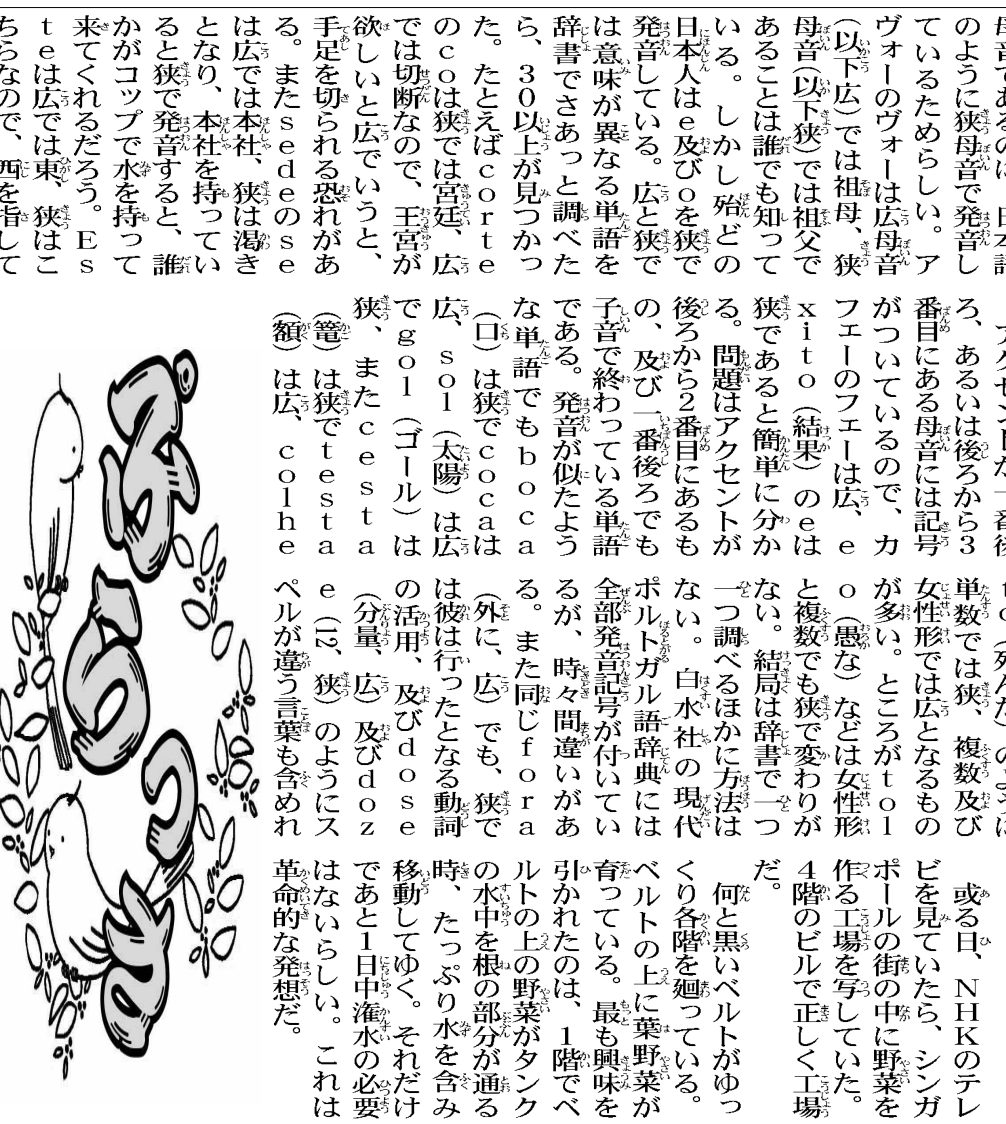 のように狭母音で発音し
ているためらしい。ア
ヴォーのヴォーは広母音
(以下広)では祖母、狭
母音(以下狭)では祖父で
あることは誰でも知って
いる。しかし殆どの
日本人はe及びoを狭で
発音している。広と狭で
は意味が異なる単語を
辞書でさあっと調べた
ら、30以上が見つかっ
た。たとえばcorte
のcoは狭では宮廷、広
では切断なので、王宮が
欲しいと広でいうと、
手足を切られる恐れがあ
る。またsedeのse
は広では本社、狭は渇き
となり、本社を持ってい
ると狭で発音すると、誰
かがコップで水を持って
来てくれるだろう。Es
teは広では東、狭はこ
ちらなので、西を指して
ろ、あるいは後ろから3
番目にある母音には記号
がついているので、カ
フェーのフェーは広、e
xito(結果)のeは
狭であると簡単に分か
る。問題はアクセントが
後ろから2番目にあるも
の、及び一番後ろでも
子音で終わっている単語
である。発音が似たよう
な単語でもboca
(口)は狭でcocaは
広、sol(太陽)は広
でgol(ゴール)は
狭、またcesta
(篭)は狭でtesta
(額)は広、colhe
単数では狭、複数及び
女性形では広となるもの
が多い。ところがtol
o(愚な)などは女性形
と複数でも狭で変わりが
ない。結局は辞書で一つ
一つ調べるほかに方法は
ない。白水社の現代
ポルトガル語辞典には
全部発音記号が付いてい
るが、時々間違いがあ
る。また同じfora
(外に、広)でも、狭で
は彼は行ったとなる動詞
の活用、及びdose
(分量、広)及びdoz
e(12、狭)のようにス
ペルが違う言葉も含めれ
或る日、NHKのテレ
ビを見ていたら、シンガ
ポールの街の中に野菜を
作る工場を写していた。
4階のビルで正しく工場
だ。
何と黒いベルトがゆっ
くり各階を廻っている。
ベルトの上に葉野菜が
育っている。最も興味を
引かれたのは、1階でベ
ルトの上の野菜がタンク
の水中を根の部分が通る
時、たっぷり水を含み
移動してゆく。それだけ
であと1日中潅水の必要
はないらしい。これは
革命的な発想だ。